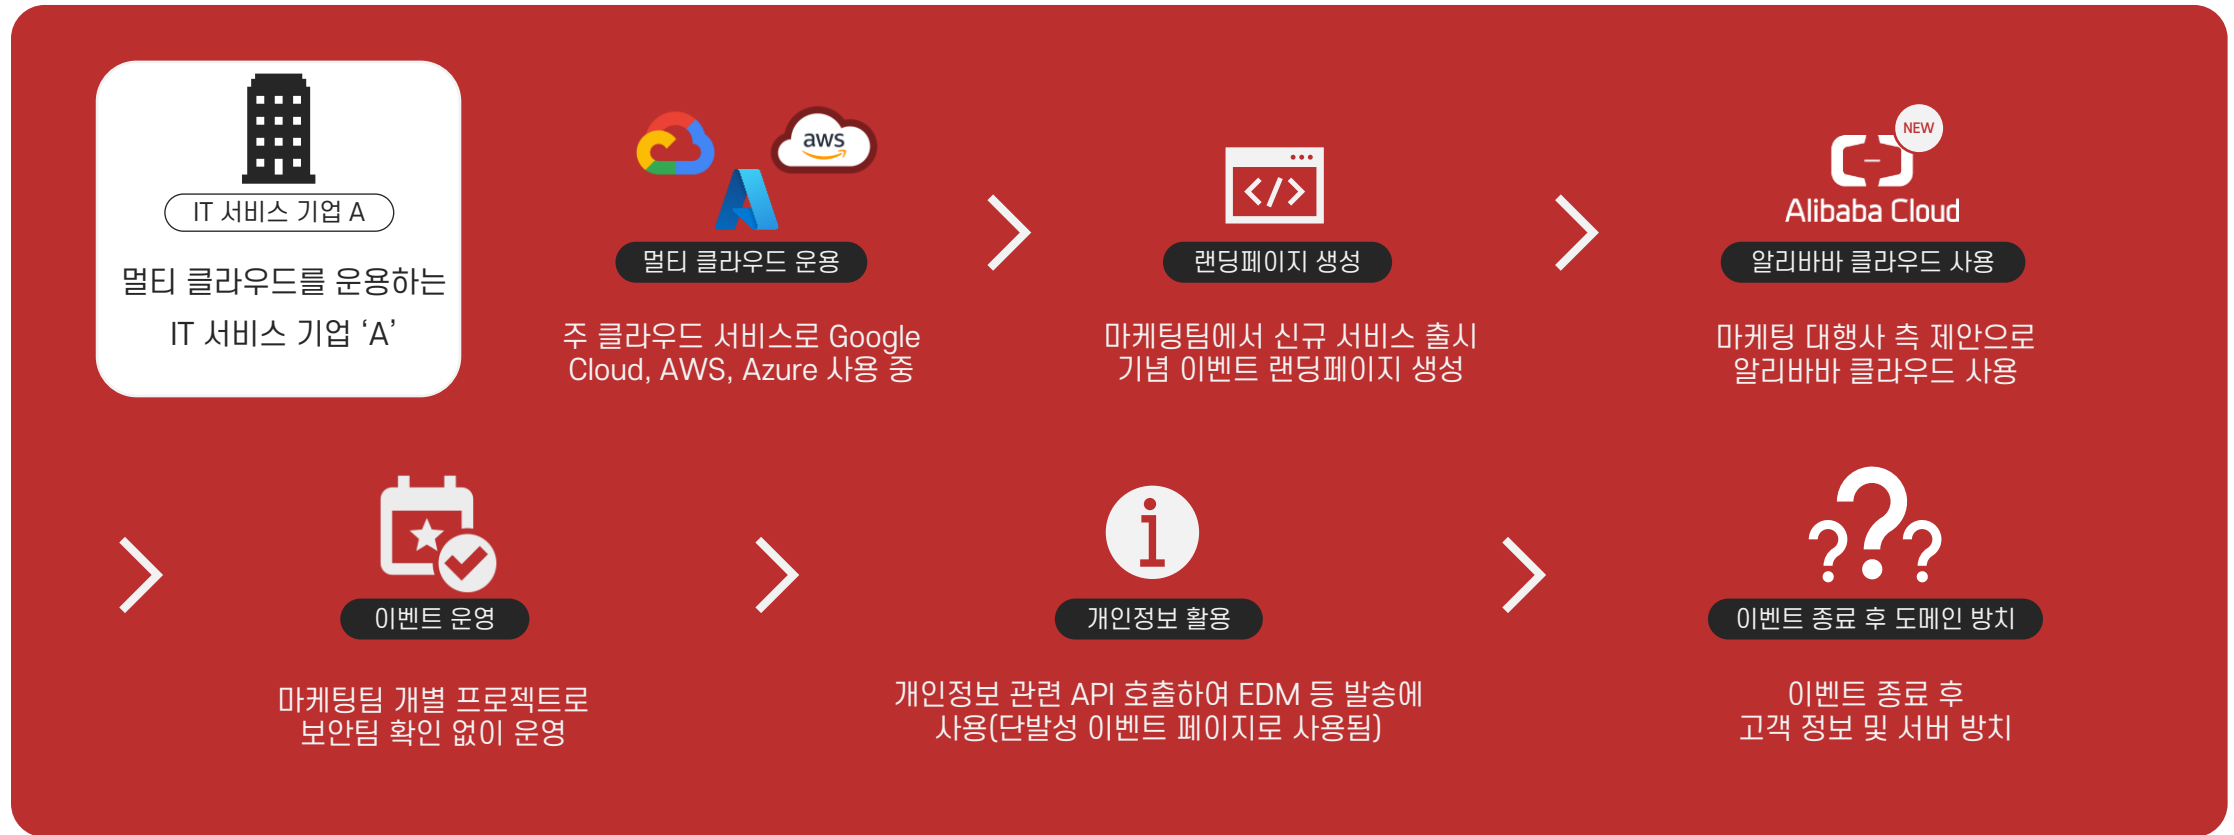 IT 서비스 기업 A
멀티 클라우드를 운용하는
IT 서비스 기업 ‘A’
aws
멀티 클라우드 운용
주 클라우드 서비스로 Google
Cloud, AWS, Azure 사용 중
랜딩페이지 생성
마케팅팀에서 신규 서비스 출시
기념 이벤트 랜딩페이지 생성
NEW
Alibaba Cloud
알리바바 클라우드 사용
마케팅 대행사 측 제안으로
알리바바 클라우드 사용
이벤트 운영
마케팅팀 개별 프로젝트로
보안팀 확인 없이 운영
개인정보 활용
개인정보 관련 API 호출하여 EDM 등 발송에
사용(단발성 이벤트 페이지로 사용됨)
이벤트 종료 후 도메인 방치
이벤트 종료 후
고객 정보 및 서버 방치